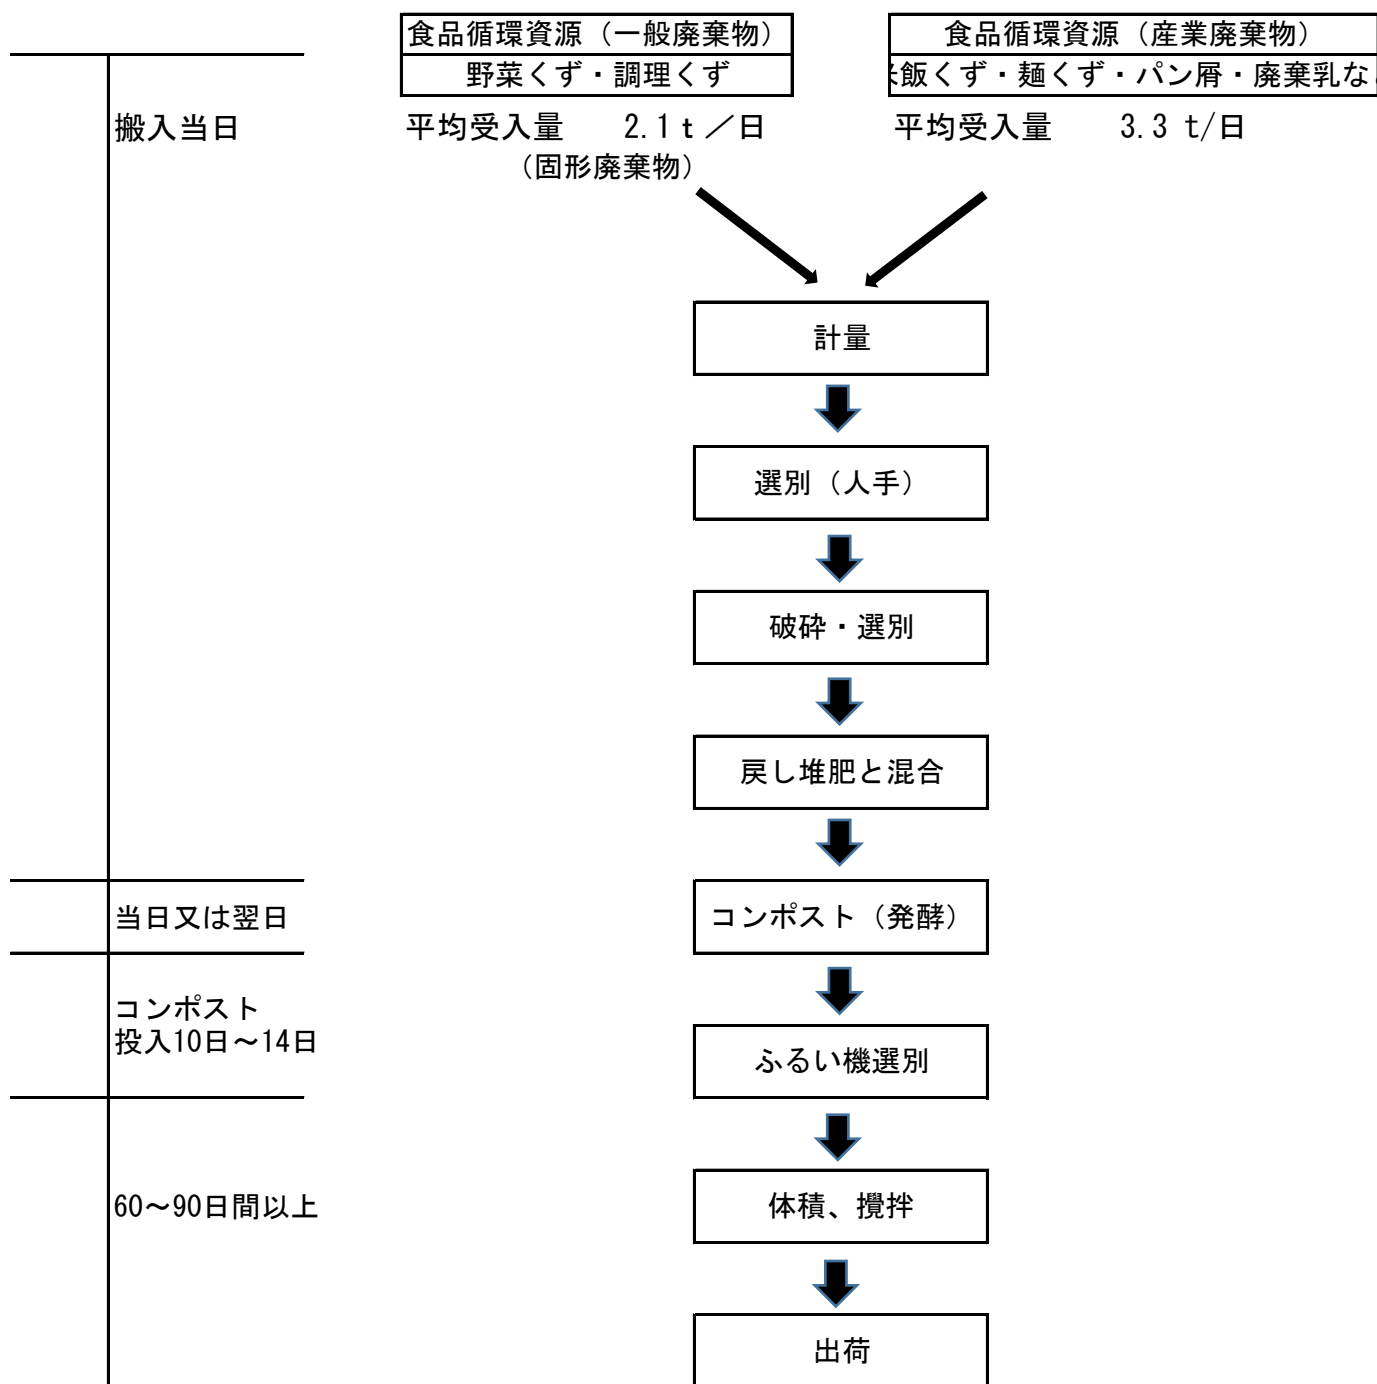 食品循環資源（一般廃棄物）
野菜くず・調理くず
食品循環資源（産業廃棄物）
飯くず・麺くず・パン屑・廃棄乳な
搬入当日
平均受入量　2.1ｔ／日
（固形廃棄物）
平均受入量　3.3 t/日
計量
選別（人手）
破砕・選別
戻し堆肥と混合
当日又は翌日
コンポスト（発酵）
コンポスト
投入10日～14日
ふるい機選別
60～90日間以上
体積、攪拌
出荷